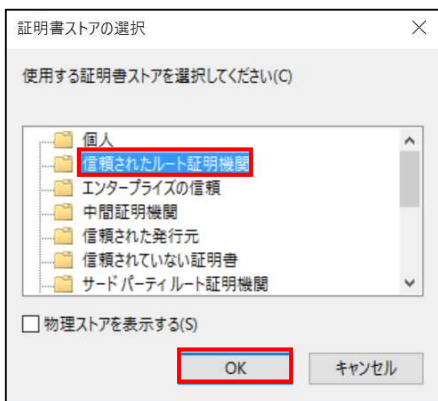 証明書ストアの選択
使用する証明書ストアを選択してください(C)
個人
信頼されたルート証明機関
エンタープライズの信頼
中間証明機関
信頼された発行元
信頼されていない証明書
サードパーティルート証明機関
物理ストアを表示する(S)
OK
キャンセル